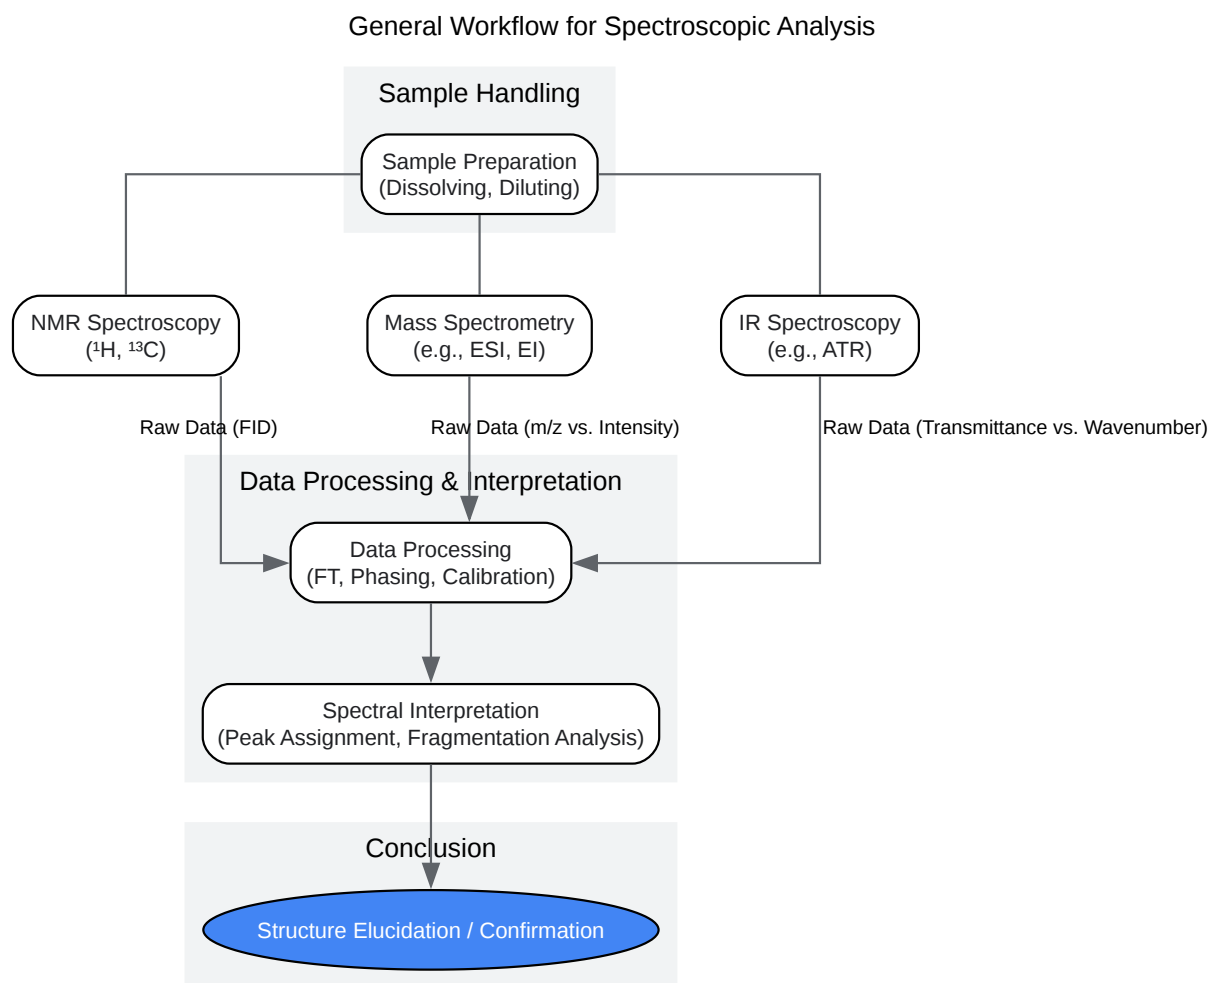 General Workflow for Spectroscopic Analysis
Sample Handling
Sample Preparation
(Dissolving, Diluting)
NMR Spectroscopy
(¹H, ¹³C)
Mass Spectrometry
(e.g., ESI, EI)
IR Spectroscopy
(e.g., ATR)
Raw Data (FID)
Raw Data (m/z vs. Intensity)
Raw Data (Transmittance vs. Wavenumber)
Data Processing & Interpretation
Data Processing
(FT, Phasing, Calibration)
Spectral Interpretation
(Peak Assignment, Fragmentation Analysis)
Conclusion
Structure Elucidation / Confirmation